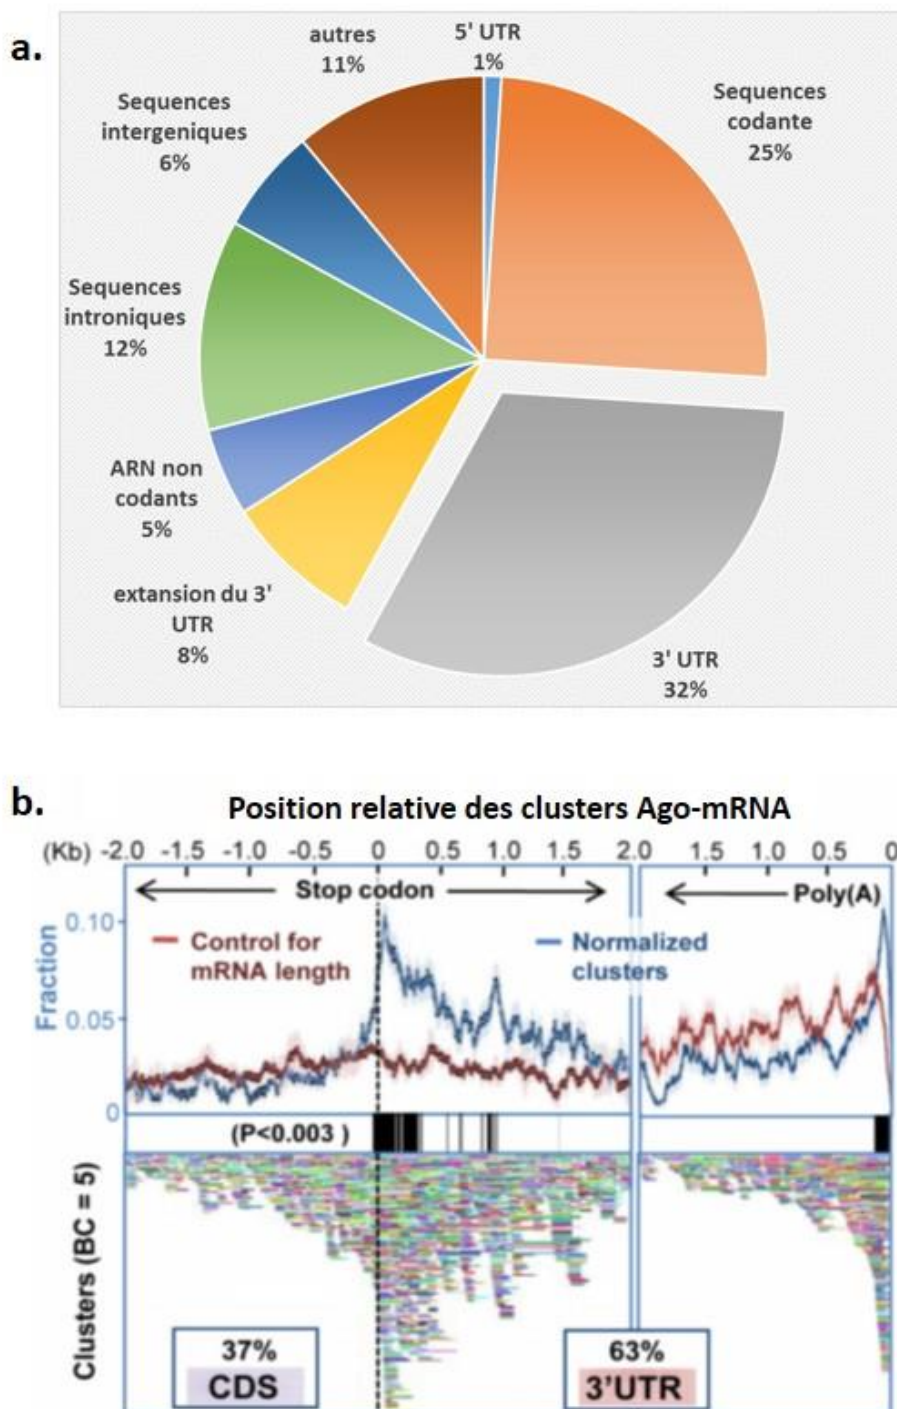 a.
autres
11%
5' UTR
1%
Sequences
codante
25%
Sequences
intergeniques
6%
Sequences
introniques
12%
ARN non
codants
5%
extansion du 3'
UTR
8%
3' UTR
32%
b.
Position relative des clusters Ago-mRNA
(Kb) -2.0 -1.5 -1.0 -0.5 0 0.5 1.5 2.0 1.5 1.0 0.5 0
Stop codon
Poly(A)
Fraction
0.10
0.05
0
Control for
mRNA length
Normalized
clusters
(P<0.003 )
Clusters (BC = 5)
37%
CDS
63%
3'UTR